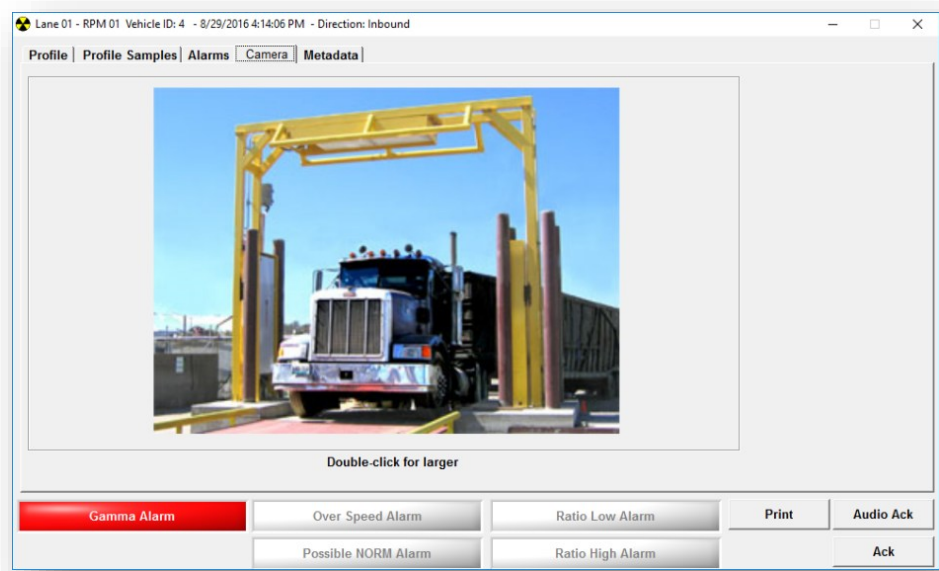 Lane 01 - RPM 01 Vehicle ID: 4 - 8/29/2016 4:14:06 PM - Direction: Inbound
Profile Profile Samples Alarms Camera Metadata
Double-click for larger
Gamma Alarm Over Speed Alarm Ratio Low Alarm Print Audio Ack
Possible NORM Alarm Ratio High Alarm Ack